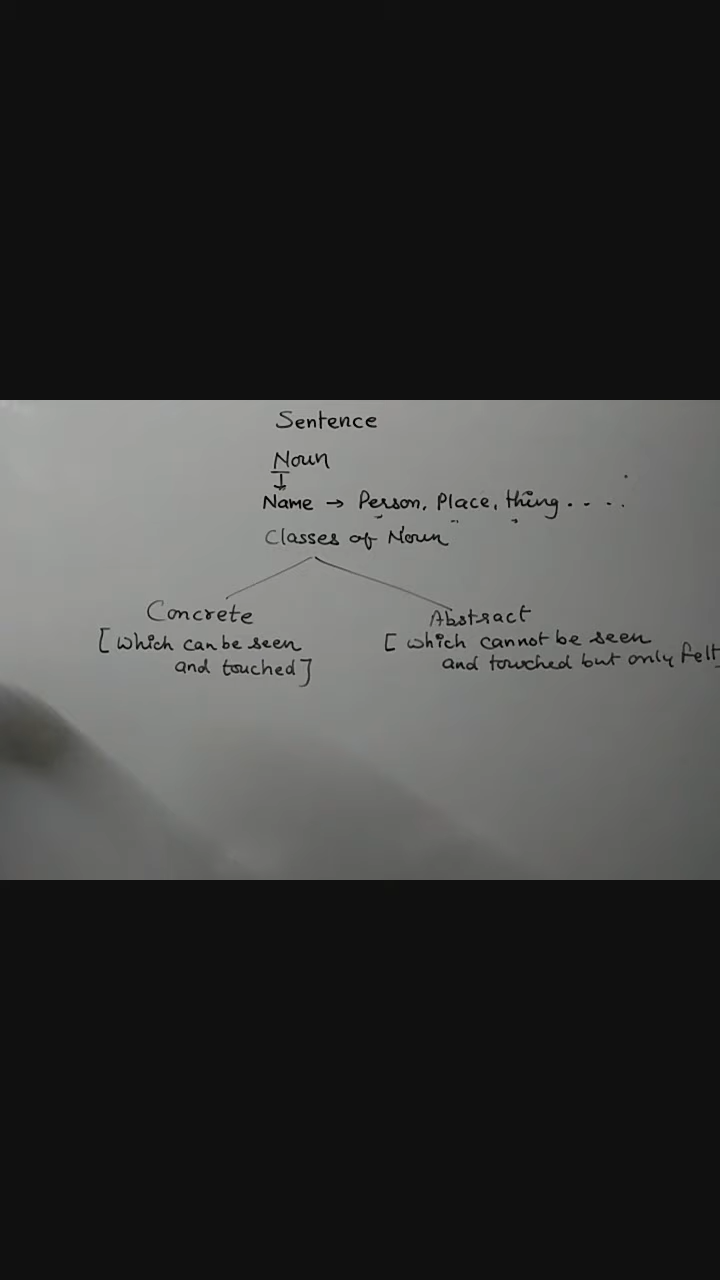 Sentence
Noun
Name → Person, Place, thing . - - .
Classes of Noun
Concrete
Abstract
[which can be seen
and touched]
[which cannot be seen
and touched but only felt]